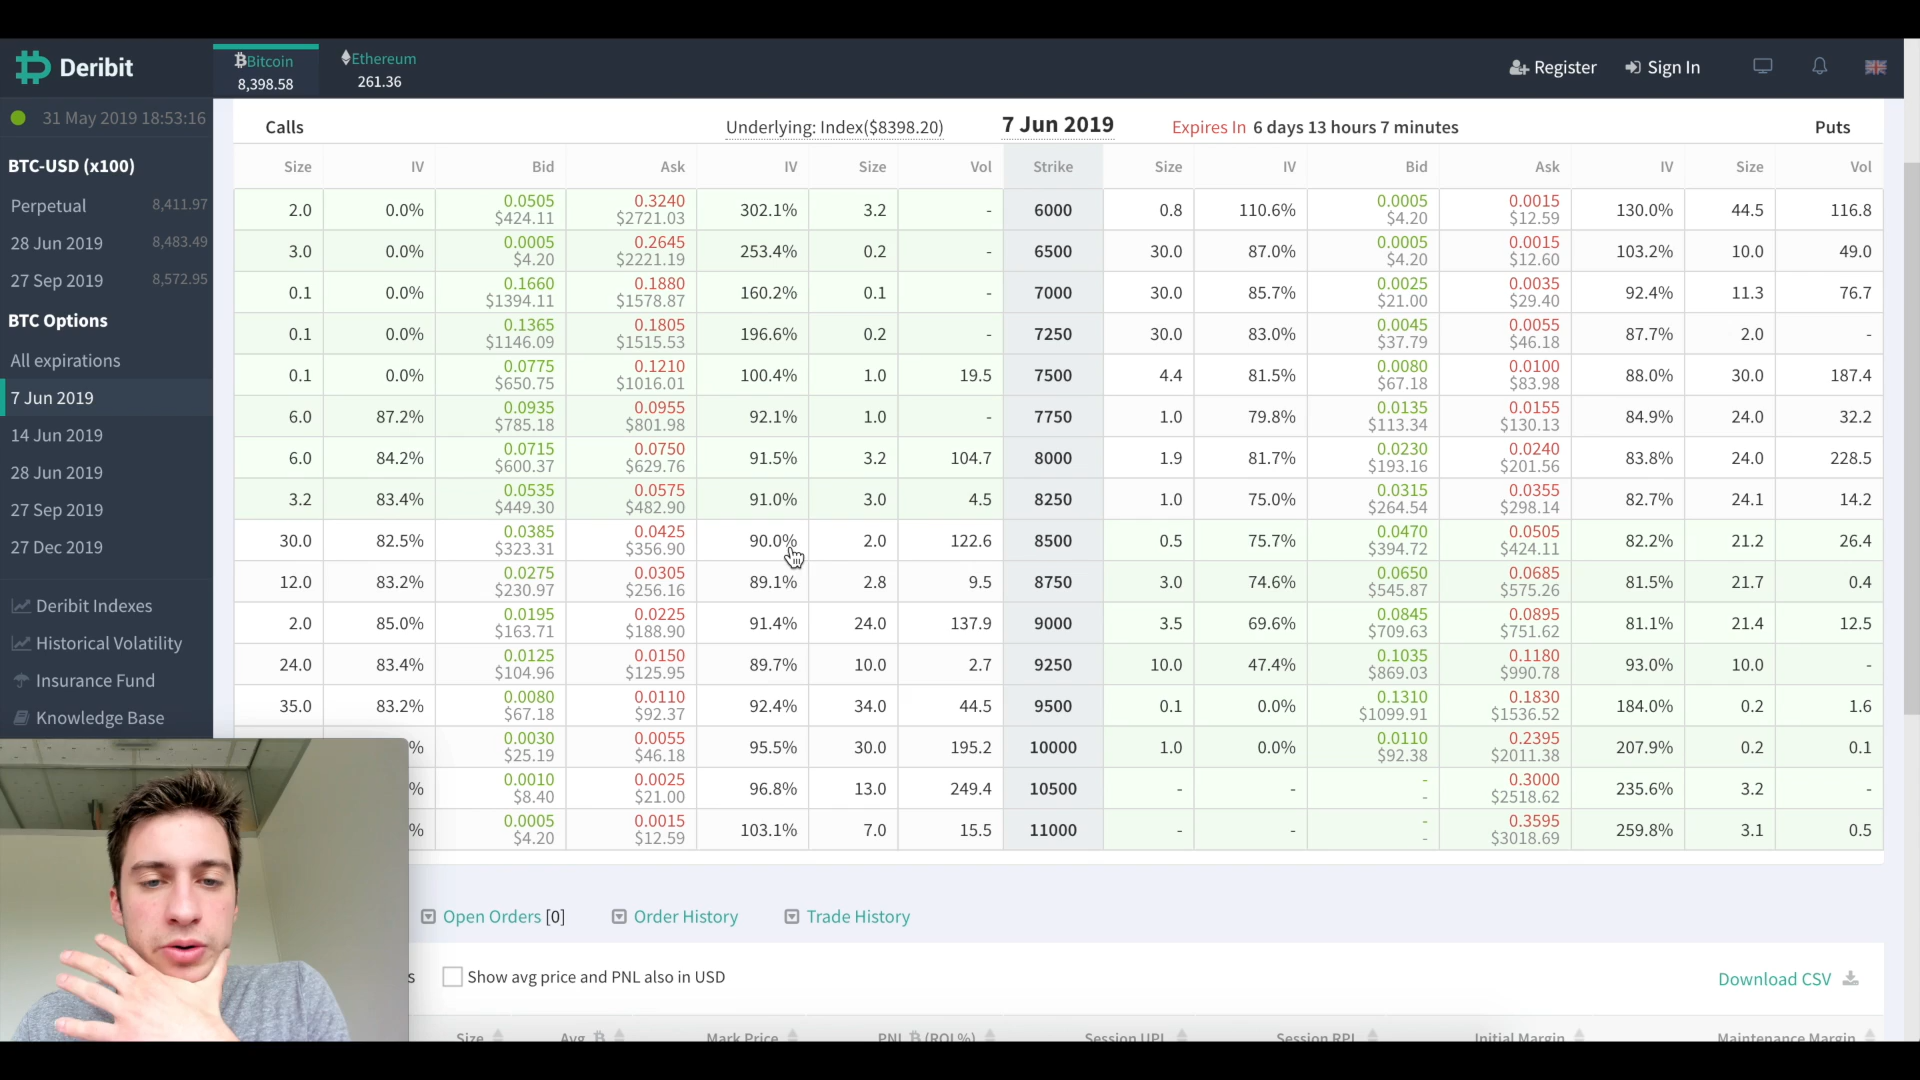 Deribit
Bitcoin
8,398.58
Ethereum
261.36
Register
Sign In
31 May 2019 18:53:16
BTC-USD (x100)
Perpetual 8,411.97
28 Jun 2019 8,483.49
27 Sep 2019 8,572.95
BTC Options
All expirations
7 Jun 2019
14 Jun 2019
28 Jun 2019
27 Sep 2019
27 Dec 2019
Deribit Indexes
Historical Volatility
Insurance Fund
Knowledge Base
Calls Underlying: Index($8398.20) 7 Jun 2019 Expires In 6 days 13 hours 7 minutes Puts
Size IV Bid Ask IV Size Vol Strike Size IV Bid Ask IV Size Vol
2.0 0.0% 0.0505 $424.11 0.3240 $2721.03 302.1% 3.2 - 6000 0.8 110.6% 0.0005 $4.20 0.0015 $12.59 130.0% 44.5 116.8
3.0 0.0% 0.0005 $4.20 0.2645 $2221.19 253.4% 0.2 - 6500 30.0 87.0% 0.0005 $4.20 0.0015 $12.60 103.2% 10.0 49.0
0.1 0.0% 0.1660 $1394.11 0.1880 $1578.87 160.2% 0.1 - 7000 30.0 85.7% 0.0025 $21.00 0.0035 $29.40 92.4% 11.3 76.7
0.1 0.0% 0.1365 $1146.09 0.1805 $1515.53 196.6% 0.2 - 7250 30.0 83.0% 0.0045 $37.79 0.0055 $46.18 87.7% 2.0 -
0.1 0.0% 0.0775 $650.75 0.1210 $1016.01 100.4% 1.0 19.5 7500 4.4 81.5% 0.0080 $67.18 0.0100 $83.98 88.0% 30.0 187.4
6.0 87.2% 0.0935 $785.18 0.0955 $801.98 92.1% 1.0 - 7750 1.0 79.8% 0.0135 $113.34 0.0155 $130.13 84.9% 24.0 32.2
6.0 84.2% 0.0715 $600.37 0.0750 $629.76 91.5% 3.2 104.7 8000 1.9 81.7% 0.0230 $193.16 0.0240 $201.56 83.8% 24.0 228.5
3.2 83.4% 0.0535 $449.30 0.0575 $482.90 91.0% 3.0 4.5 8250 1.0 75.0% 0.0315 $264.54 0.0355 $298.14 82.7% 24.1 14.2
30.0 82.5% 0.0385 $323.31 0.0425 $356.90 90.0% 2.0 122.6 8500 0.5 75.7% 0.0470 $394.72 0.0505 $424.11 82.2% 21.2 26.4
12.0 83.2% 0.0275 $230.97 0.0305 $256.16 89.1% 2.8 9.5 8750 3.0 74.6% 0.0650 $545.87 0.0685 $575.26 81.5% 21.7 0.4
2.0 85.0% 0.0195 $163.71 0.0225 $188.90 91.4% 24.0 137.9 9000 3.5 69.6% 0.0845 $709.63 0.0895 $751.62 81.1% 21.4 12.5
24.0 83.4% 0.0125 $104.96 0.0150 $125.95 89.7% 10.0 2.7 9250 10.0 47.4% 0.1035 $869.03 0.1180 $990.78 93.0% 10.0 -
35.0 83.2% 0.0080 $67.18 0.0110 $92.37 92.4% 34.0 44.5 9500 0.1 0.0% 0.1310 $1099.91 0.1830 $1536.52 184.0% 0.2 1.6
% 0.0030 $25.19 0.0055 $46.18 95.5% 30.0 195.2 10000 1.0 0.0% 0.0110 $92.38 0.2395 $2011.38 207.9% 0.2 0.1
% 0.0010 $8.40 0.0025 $21.00 96.8% 13.0 249.4 10500 - - - - 0.3000 $2518.62 235.6% 3.2 -
% 0.0005 $4.20 0.0015 $12.59 103.1% 7.0 15.5 11000 - - - - 0.3595 $3018.69 259.8% 3.1 0.5
Open Orders [0] Order History Trade History
s Show avg price and PNL also in USD Download CSV
Size Avg ₿ Mark Price PNL ₿ (ROI%) Session UPL Session RPL Initial Margin Maintenance Margin